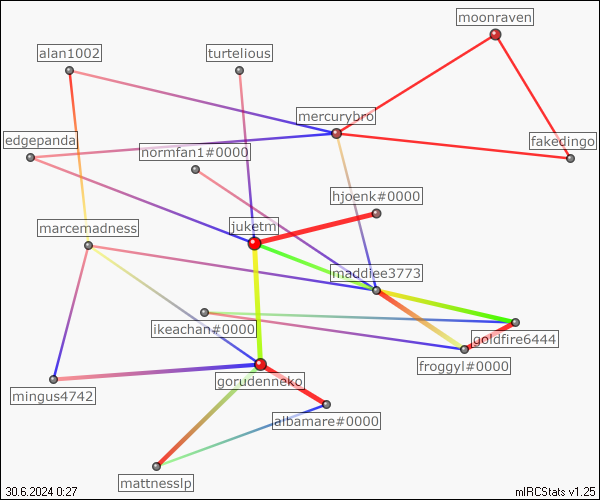 moonraven
alan1002
turtelious
mercurybro
edgepanda
normfan1#0000
fakedingo
hjoenk#0000
juketm
marcemadness
maddiee3773
ikeachan#0000
goldfire6444
froggyl#0000
gorudenneko
mingus4742
albamare#0000
mattnesslp
30.6.2024 0:27
mIRCStats v1.25